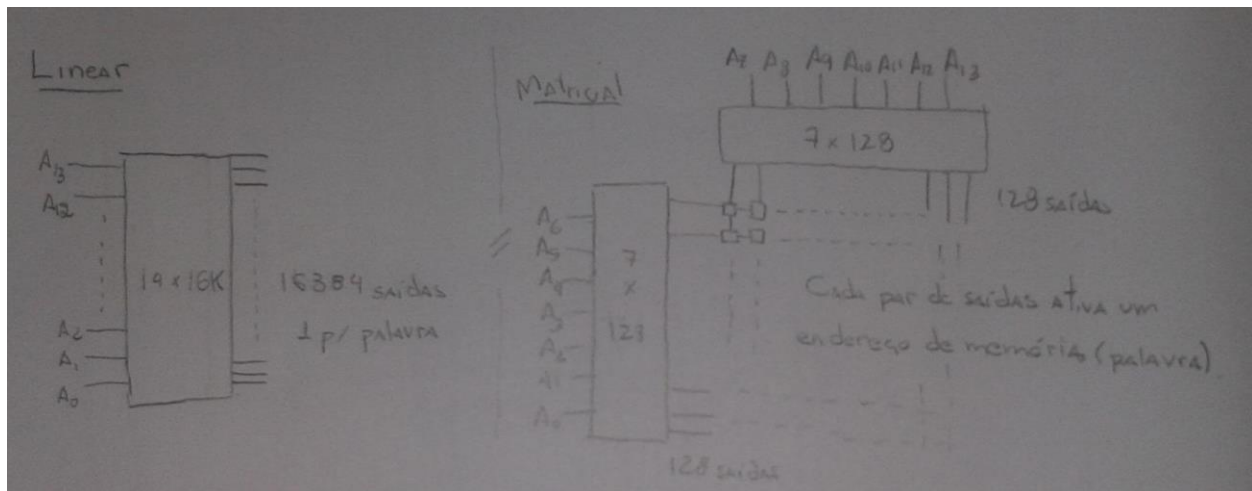 Linear
A13
A12
A2
A1
A0
14 x 16K
16384 saídas
1 p/ palavra
Matricial
A7 A8 A9 A10 A11 A12 A13
7 x 128
128 saídas
A6
A5
A4
A3
A2
A1
A0
7
x
128
128 saídas
Cada par de saídas ativa um
endereço de memória (palavra)